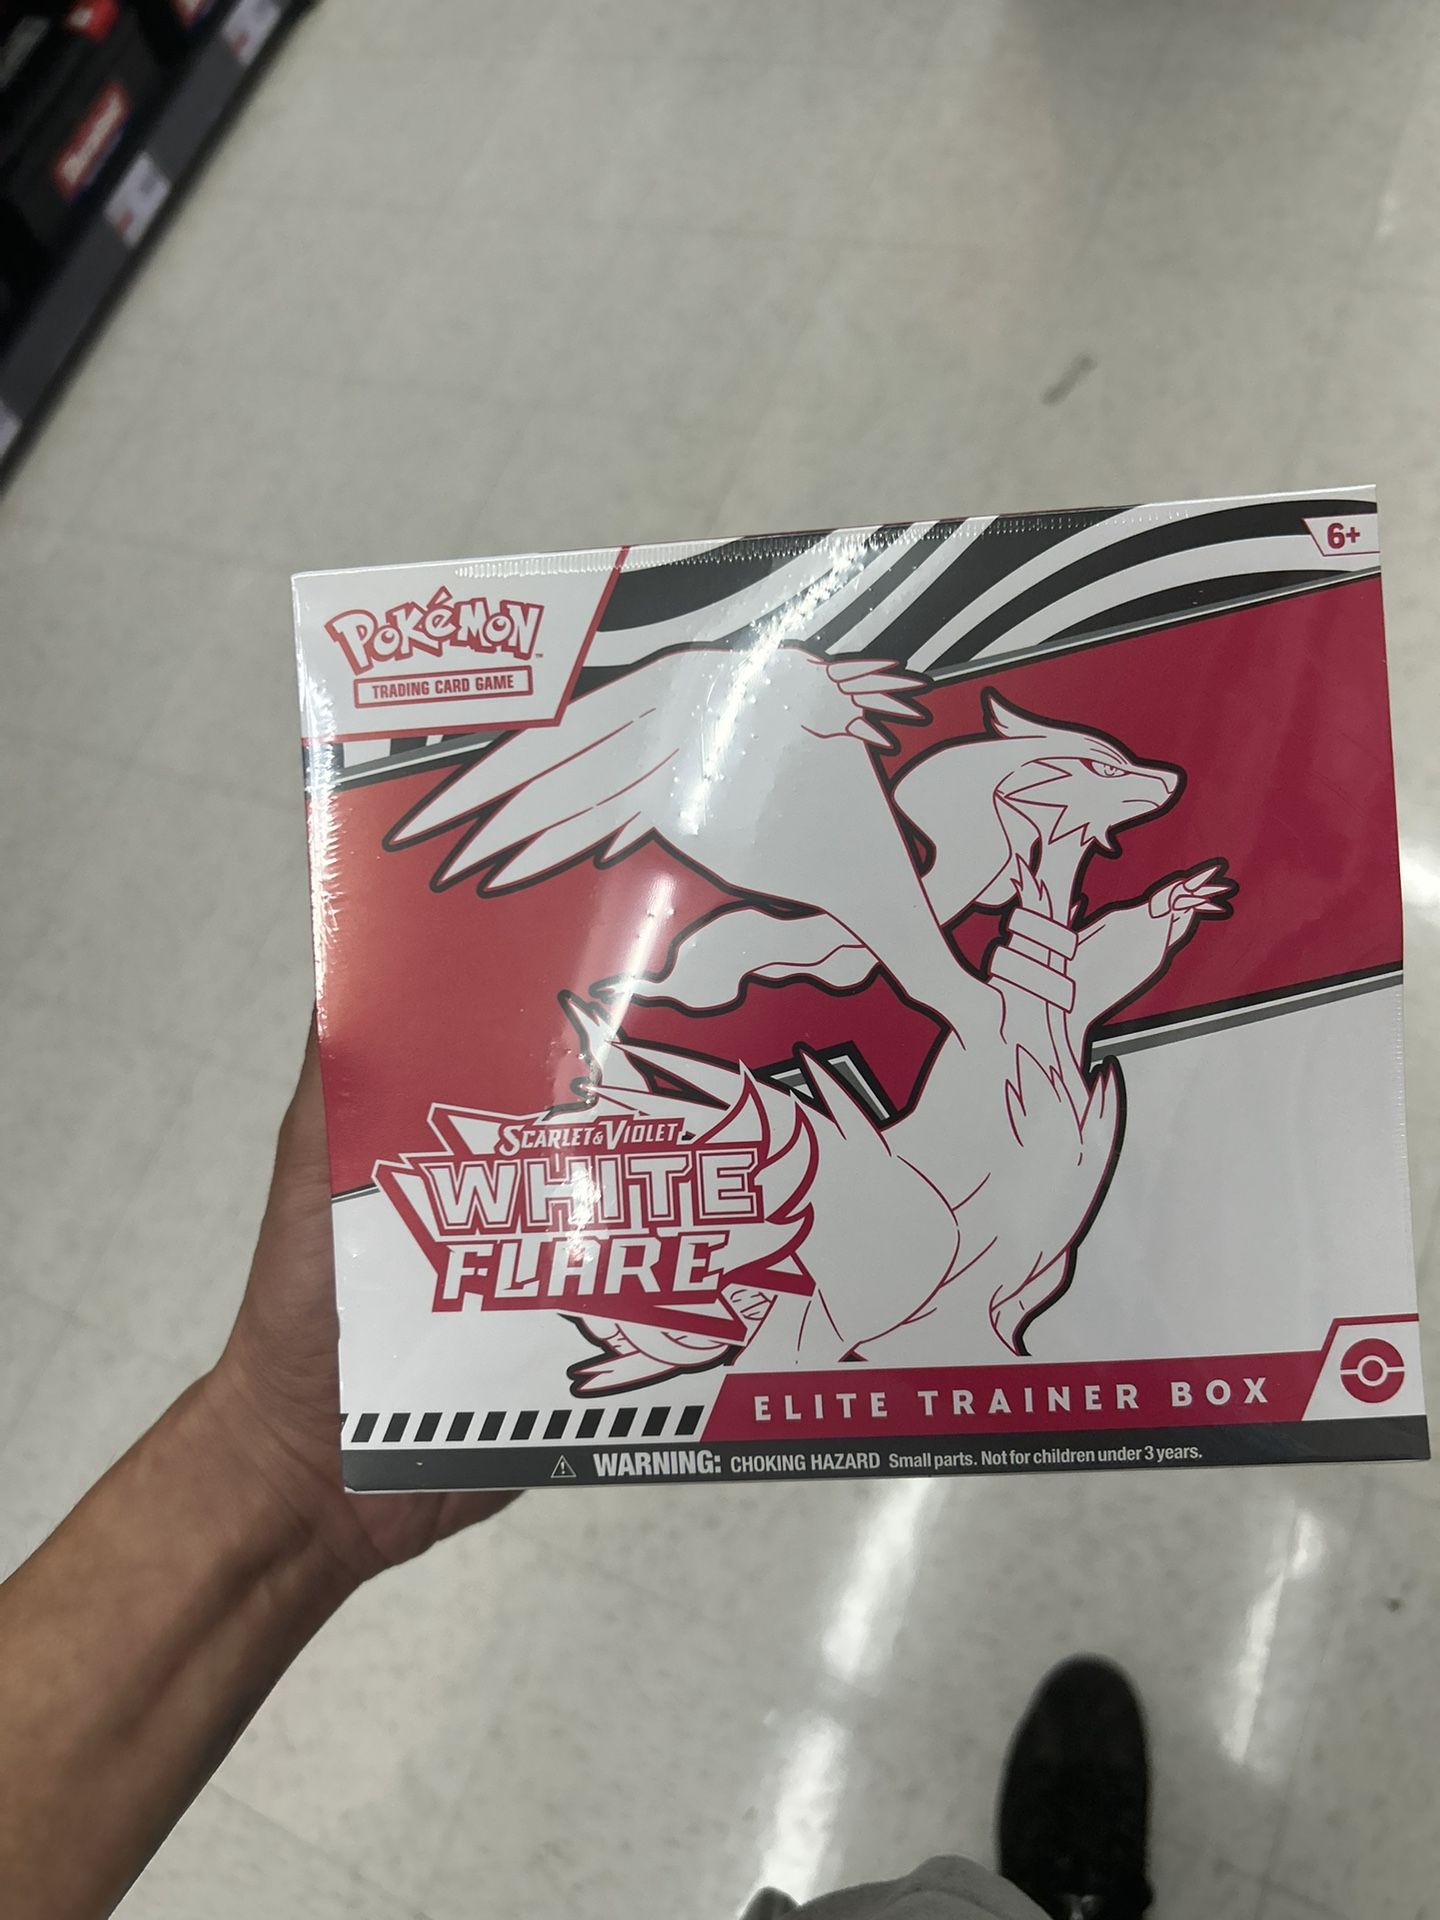 6+
POKéMON™
TRADING CARD GAME
SCARLET & VIOLET
WHITE
FLARE
ELITE TRAINER BOX
WARNING: CHOKING HAZARD Small parts. Not for children under 3 years.